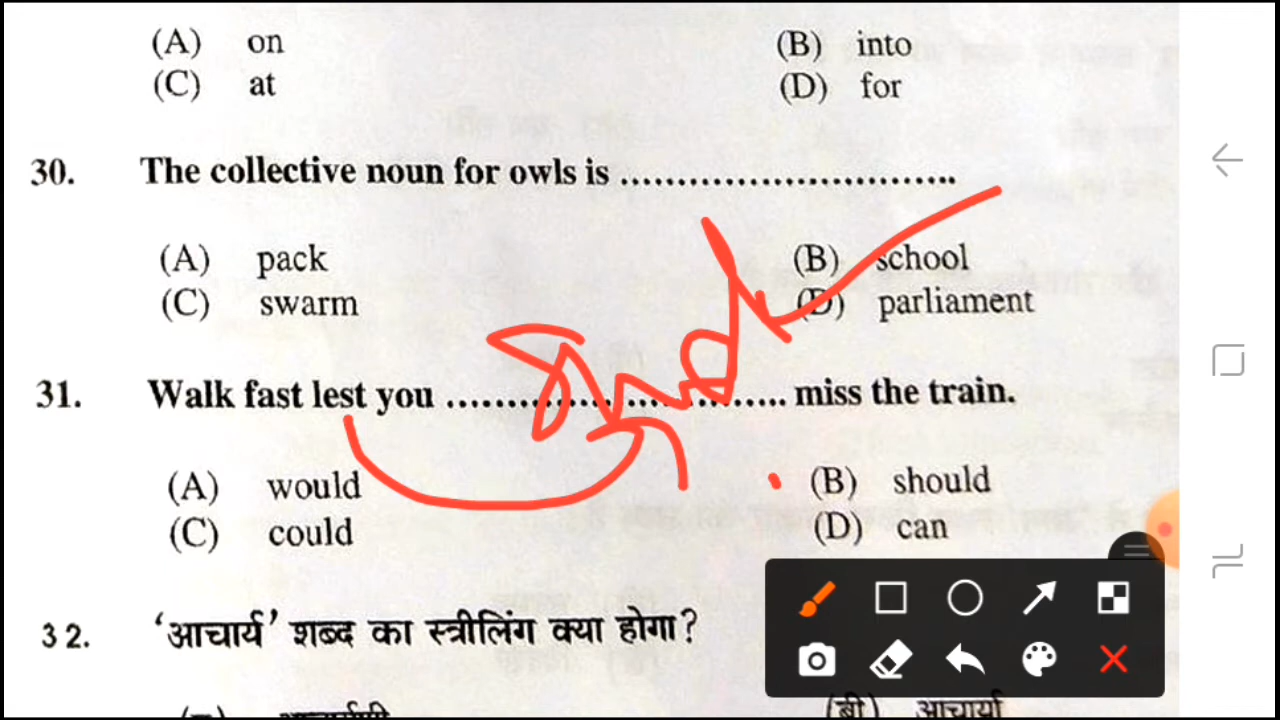 (A) on (B) into
(C) at (D) for
30. The collective noun for owls is ..............................
(A) pack (B) school
(C) swarm (D) parliament
31. Walk fast lest you .............................. miss the train.
(A) would (B) should
(C) could (D) can
32. 'आचार्य' शब्द का स्त्रीलिंग क्या होगा?
(बी) आचार्या